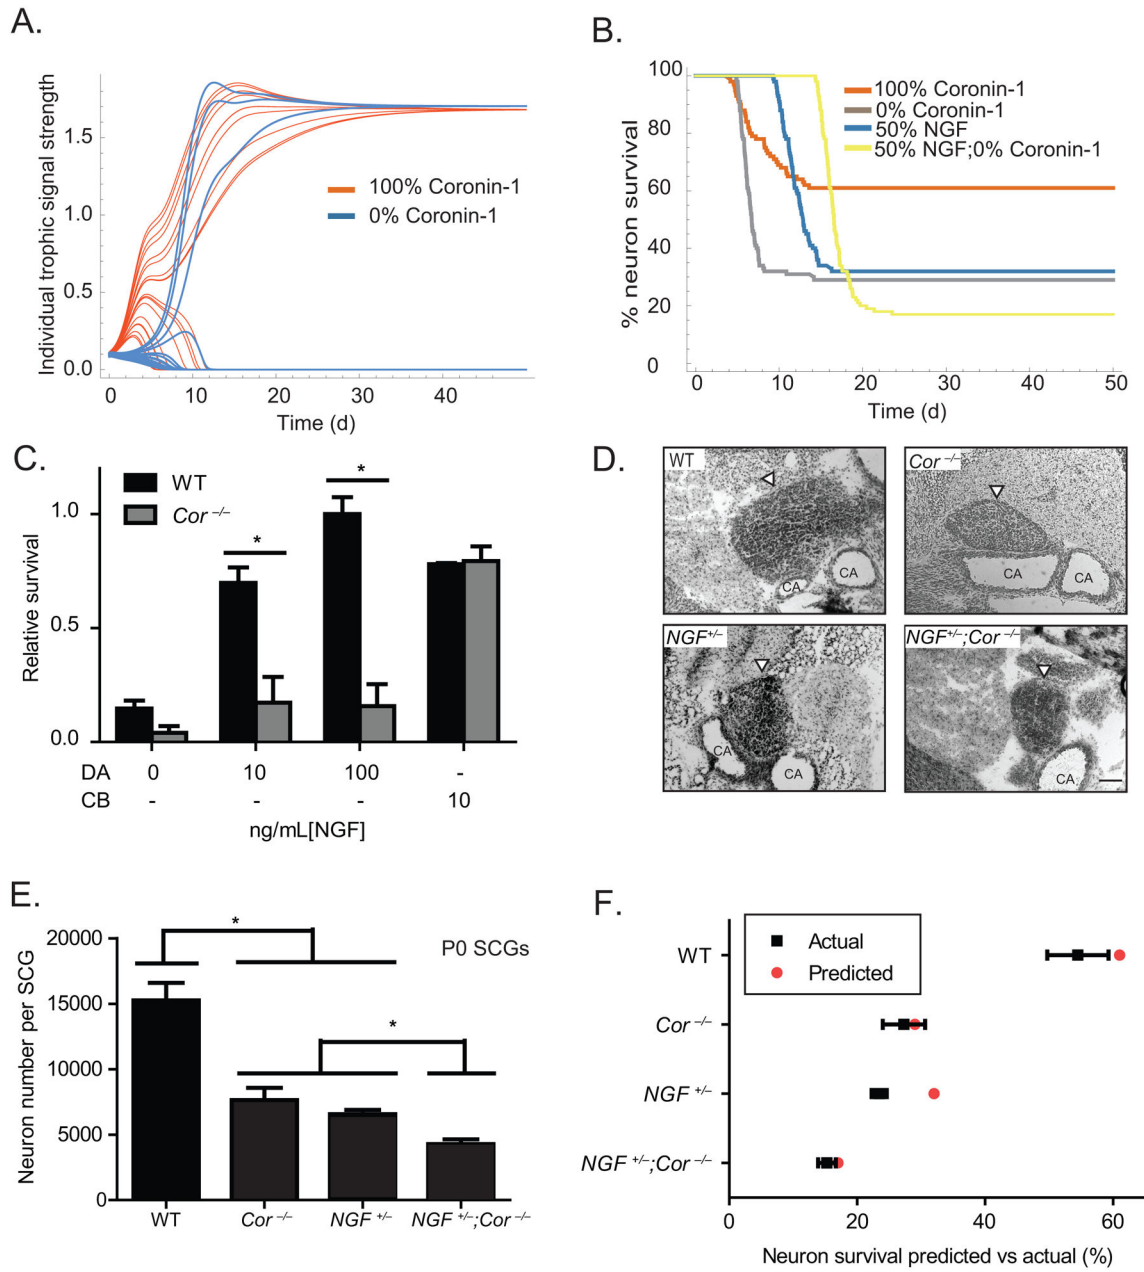 A.
Individual trophic signal strength
1.5
1.0
0.5
0.0
0 10 20 30 40
Time (d)
100% Coronin-1
0% Coronin-1
B.
% neuron survival
100
80
60
40
20
0
0 10 20 30 40 50
Time (d)
100% Coronin-1
0% Coronin-1
50% NGF
50% NGF;0% Coronin-1
C.
WT
Cor –/–
Relative survival
1.0
0.5
0.0
*
*
DA 0 10 100 -
CB - - - 10
ng/mL[NGF]
D.
WT
CA
CA
Cor –/–
CA
CA
NGF+/–
CA
CA
NGF+/–;Cor –/–
CA
E.
Neuron number per SCG
20000
15000
10000
5000
0
*
*
P0 SCGs
WT Cor –/– NGF +/– NGF +/–;Cor –/–
F.
Actual
Predicted
WT
Cor –/–
NGF +/–
NGF +/–;Cor –/–
0 20 40 60
Neuron survival predicted vs actual (%)